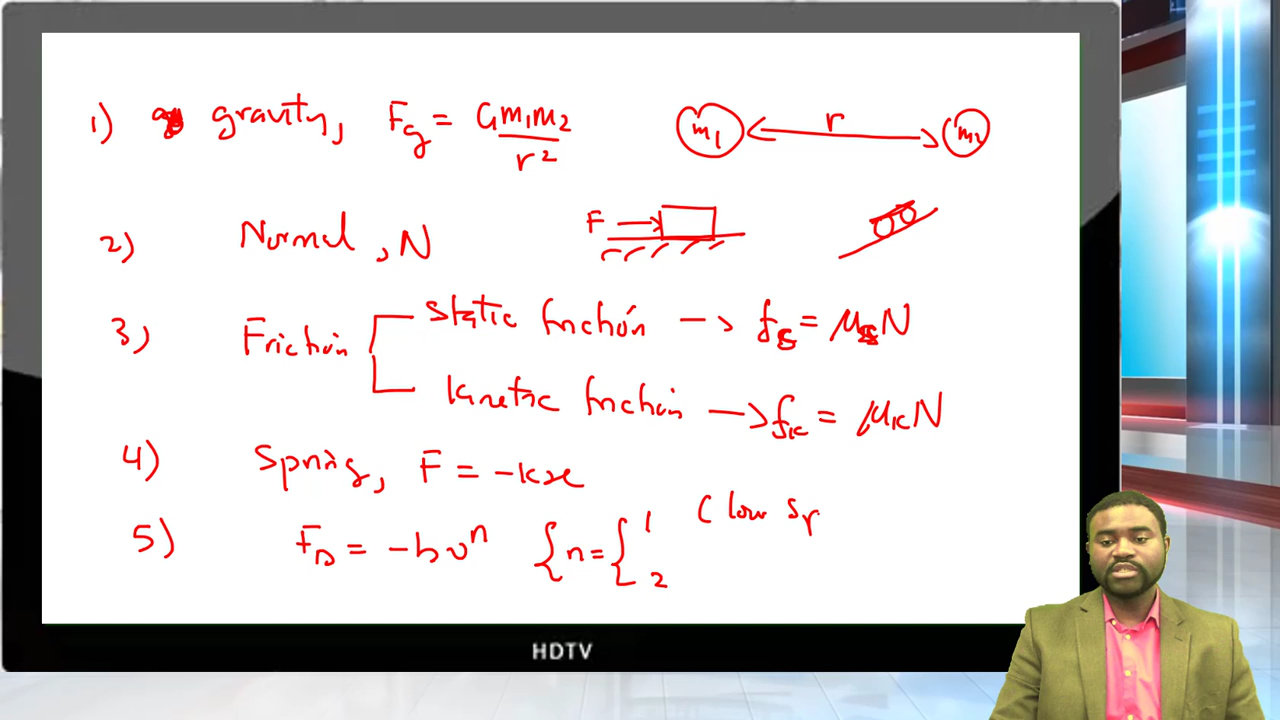 1) gravity, Fg = Gm1m2/r² m1 r m2
2) Normal, N F
3) Friction static friction -> fs = μsN
kinetic friction -> fk = μkN
4) Spring, F = -kx
5) FD = -bvⁿ {n = { 1 (low sp
2
HDTV